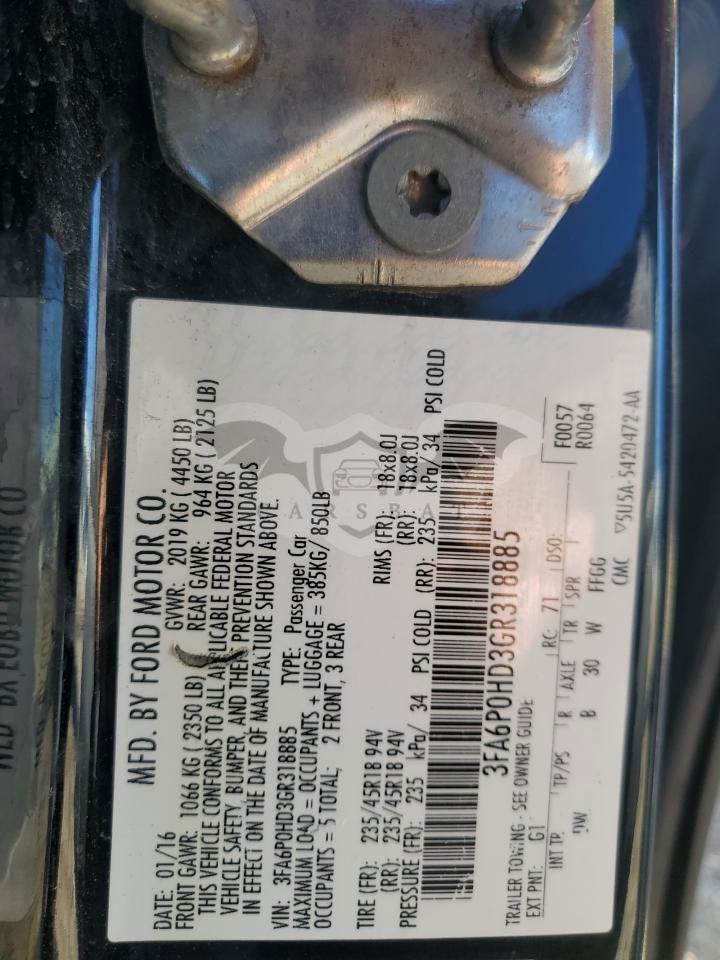 MFD. BY FORD MOTOR CO.
DATE: 01/16 GVWR: 2019 KG ( 4450 LB)
FRONT GAWR: 1066 KG ( 2350 LB) REAR GAWR: 964 KG ( 2125 LB)
THIS VEHICLE CONFORMS TO ALL APPLICABLE FEDERAL MOTOR
VEHICLE SAFETY, BUMPER, AND THEFT PREVENTION STANDARDS
IN EFFECT ON THE DATE OF MANUFACTURE SHOWN ABOVE.
VIN: 3FA6P0HD3GR318885 TYPE: Passenger Car
MAXIMUM LOAD = OCCUPANTS + LUGGAGE = 385KG/ 850LB
OCCUPANTS = 5 TOTAL; 2 FRONT, 3 REAR
TIRE (FR): 235/45R18 94V RIMS (FR): 18x8.0J
(RR): 235/45R18 94V (RR): 18x8.0J
PRESSURE (FR): 235 kPa/ 34 PSI COLD (RR): 235 kPa/ 34 PSI COLD
3FA6P0HD3GR318885
TRAILER TOWING - SEE OWNER GUIDE
F0057
EXT PNT: G1 RC: 71 DSO: R0064
INT TP TP/PS R AXLE TR SPR
DW B 30 W FFGG
CMC ▽5U5A-5420472-AA
ARSBAT